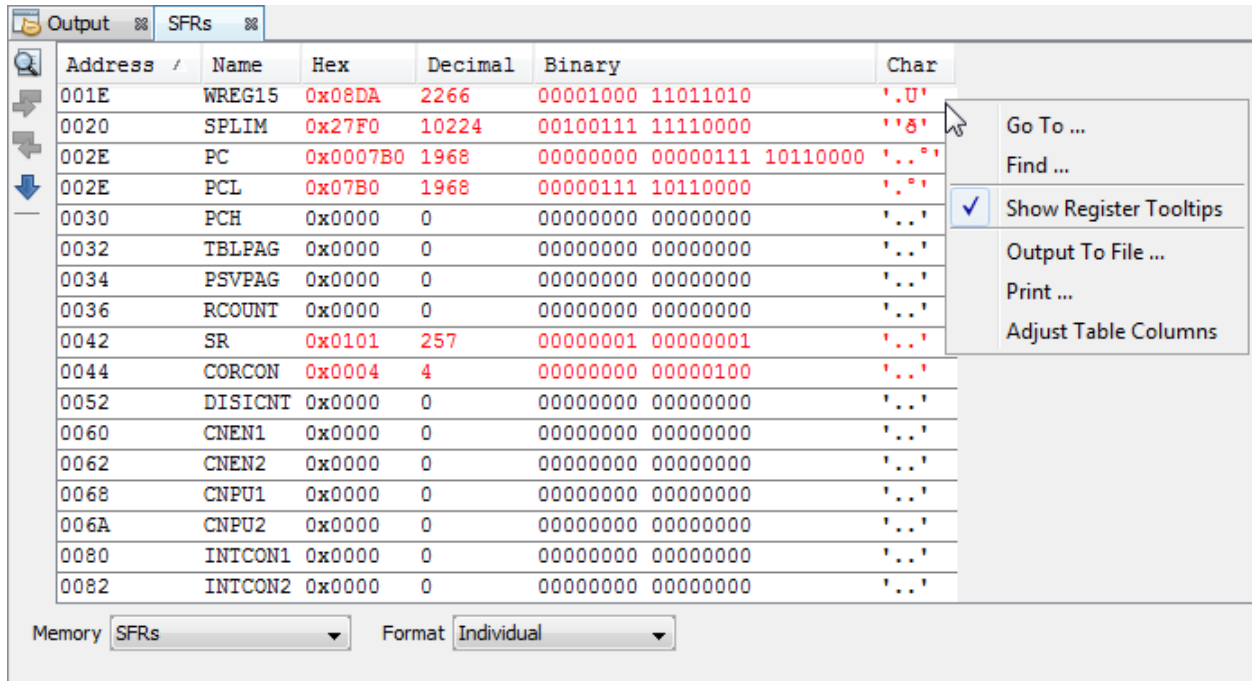 Output SFRs
Address Name Hex Decimal Binary Char
001E WREG15 0x08DA 2266 00001000 11011010 '.Ú'
0020 SPLIM 0x27F0 10224 00100111 11110000 ''ð'
002E PC 0x0007B0 1968 00000000 00000111 10110000 '..°'
002E PCL 0x07B0 1968 00000111 10110000 '.°'
0030 PCH 0x0000 0 00000000 00000000 '..'
0032 TBLPAG 0x0000 0 00000000 00000000 '..'
0034 PSVPAG 0x0000 0 00000000 00000000 '..'
0036 RCOUNT 0x0000 0 00000000 00000000 '..'
0042 SR 0x0101 257 00000001 00000001 '..'
0044 CORCON 0x0004 4 00000000 00000100 '..'
0052 DISICNT 0x0000 0 00000000 00000000 '..'
0060 CNEN1 0x0000 0 00000000 00000000 '..'
0062 CNEN2 0x0000 0 00000000 00000000 '..'
0068 CNPU1 0x0000 0 00000000 00000000 '..'
006A CNPU2 0x0000 0 00000000 00000000 '..'
0080 INTCON1 0x0000 0 00000000 00000000 '..'
0082 INTCON2 0x0000 0 00000000 00000000 '..'
Go To ...
Find ...
Show Register Tooltips
Output To File ...
Print ...
Adjust Table Columns
Memory SFRs Format Individual